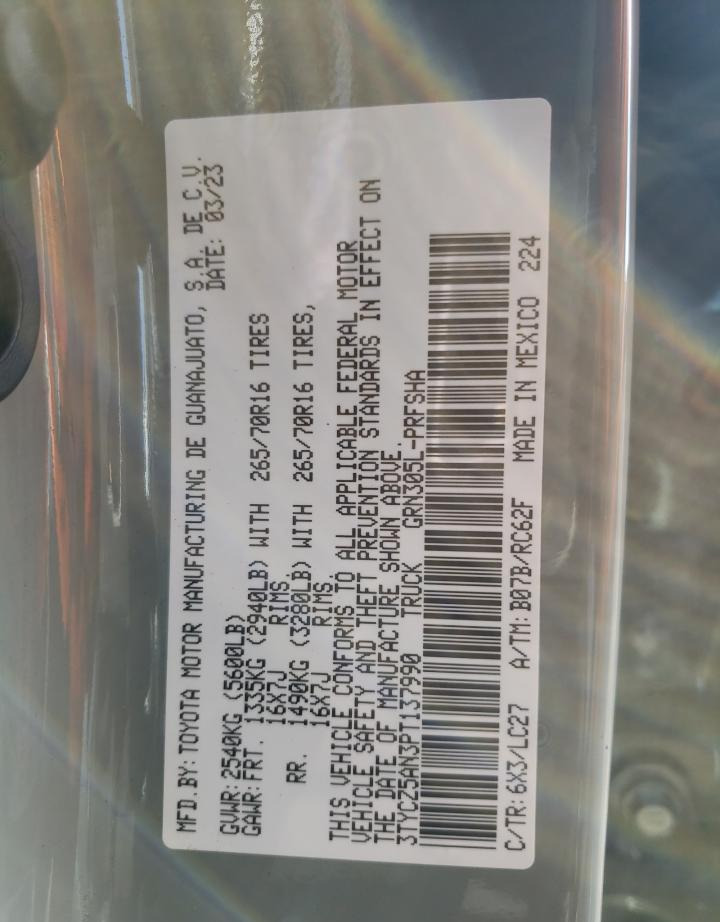 MFD.BY:TOYOTA MOTOR MANUFACTURING DE GUANAJUATO, S.A. DE C.V.
DATE: 03/23
GVWR:2540KG (5600LB)
GAWR:FRT. 1335KG (2940LB) WITH 265/70R16 TIRES
16X7J RIMS.
RR. 1490KG (3280LB) WITH 265/70R16 TIRES,
16X7J RIMS.
THIS VEHICLE CONFORMS TO ALL APPLICABLE FEDERAL MOTOR
VEHICLE SAFETY AND THEFT PREVENTION STANDARDS IN EFFECT ON
THE DATE OF MANUFACTURE SHOWN ABOVE.
3TYCZ5AN3PT137990 TRUCK GRN305L-PRFSHA
C/TR:6X3/LC27 A/TM:B07B/RC62F MADE IN MEXICO 224